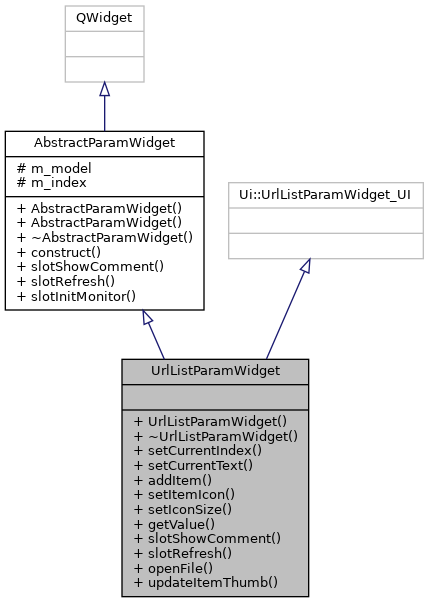 QWidget
AbstractParamWidget
# m_model
# m_index
+ AbstractParamWidget()
+ AbstractParamWidget()
+ ~AbstractParamWidget()
+ construct()
+ slotShowComment()
+ slotRefresh()
+ slotInitMonitor()
Ui::UrlListParamWidget_UI
UrlListParamWidget
+ UrlListParamWidget()
+ ~UrlListParamWidget()
+ setCurrentIndex()
+ setCurrentText()
+ addItem()
+ setItemIcon()
+ setIconSize()
+ getValue()
+ slotShowComment()
+ slotRefresh()
+ openFile()
+ updateItemThumb()